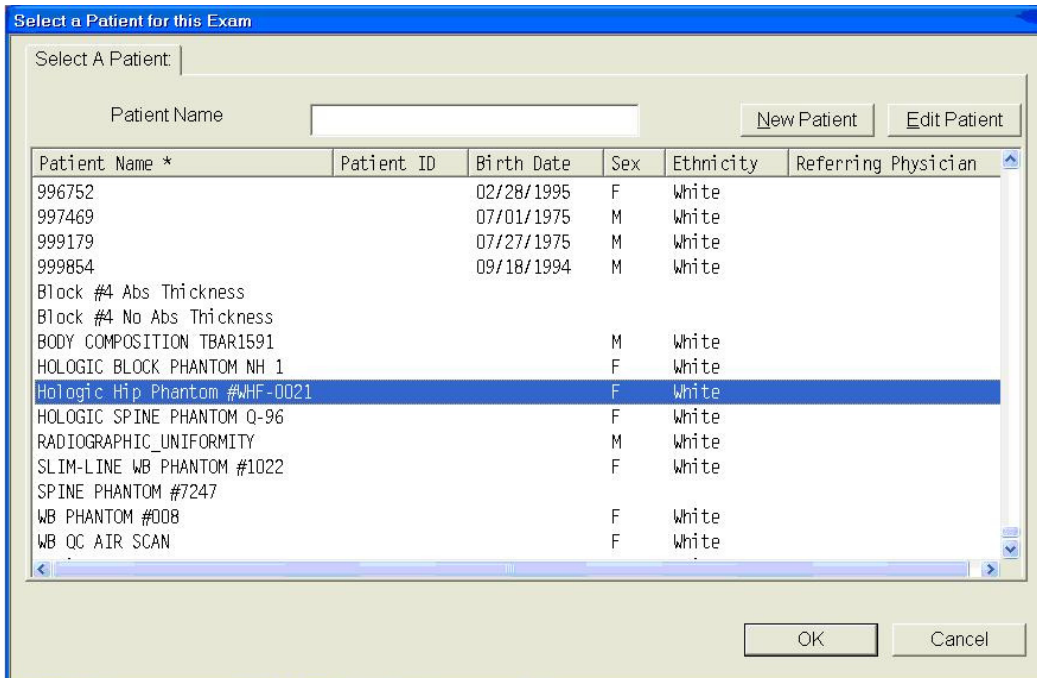 Select a Patient for this Exam
Select A Patient:
Patient Name
New Patient
Edit Patient
Patient Name * Patient ID Birth Date Sex Ethnicity Referring Physician
996752 02/28/1995 F White
997469 07/01/1975 M White
999179 07/27/1975 M White
999854 09/18/1994 M White
Block #4 Abs Thickness
Block #4 No Abs Thickness
BODY COMPOSITION TBAR1591 M White
HOLOGIC BLOCK PHANTOM NH 1 F White
Hologic Hip Phantom #WHF-0021 F White
HOLOGIC SPINE PHANTOM Q-96 F White
RADIOGRAPHIC_UNIFORMITY M White
SLIM-LINE WB PHANTOM #1022 F White
SPINE PHANTOM #7247
WB PHANTOM #008 F White
WB QC AIR SCAN F White
OK Cancel